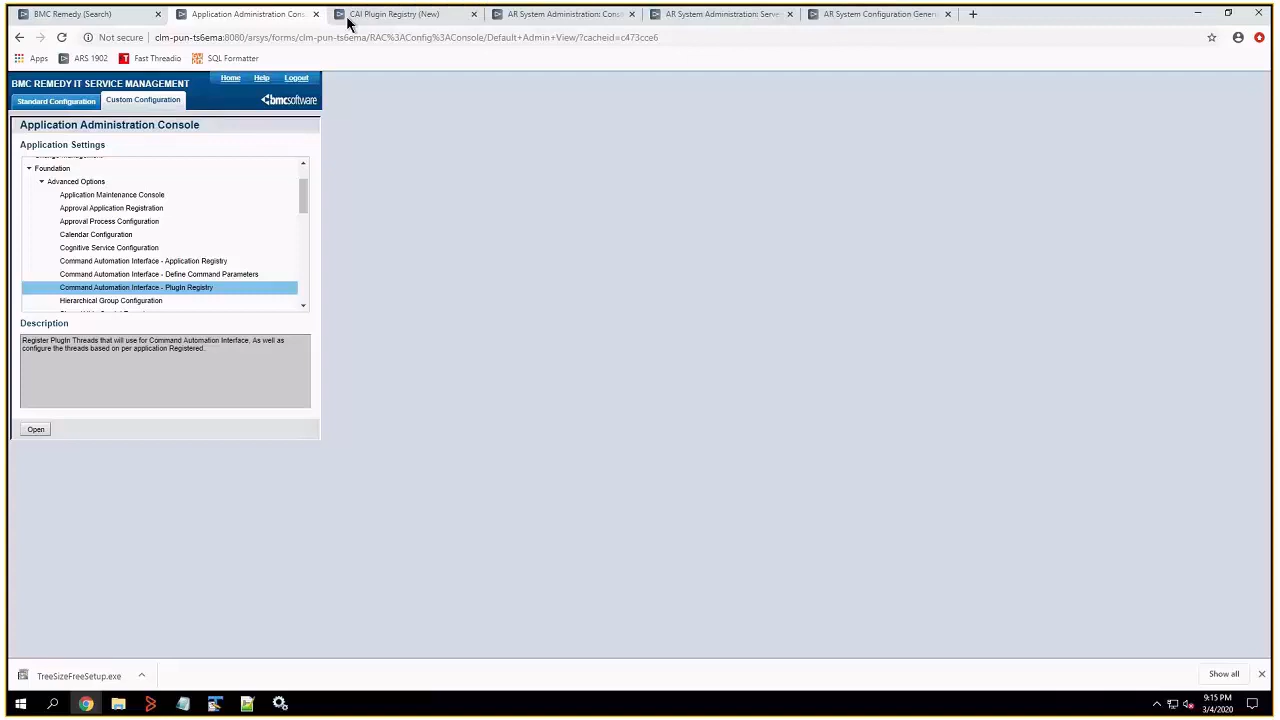 BMC Remedy (Search)
Application Administration Cons
CAI Plugin Registry (New)
AR System Administration: Cons
AR System Administration: Serve
AR System Configuration Generi
Not secure
clm-pun-ts6ema:8080/arsys/forms/clm-pun-ts6ema/RAC%3AConfig%3AConsole/Default+Admin+View/?cacheid=c473cce6
Apps
ARS 1902
Fast Threadio
SQL Formatter
BMC REMEDY IT SERVICE MANAGEMENT
Home
Help
Logout
Standard Configuration
Custom Configuration
bmcsoftware
Application Administration Console
Application Settings
Foundation
Advanced Options
Application Maintenance Console
Approval Application Registration
Approval Process Configuration
Calendar Configuration
Cognitive Service Configuration
Command Automation Interface - Application Registry
Command Automation Interface - Define Command Parameters
Command Automation Interface - PlugIn Registry
Hierarchical Group Configuration
Description
Register PlugIn Threads that will use for Command Automation Interface. As well as
configure the threads based on per application Registered.
Open
TreeSizeFreeSetup.exe
Show all
9:15 PM
3/4/2020